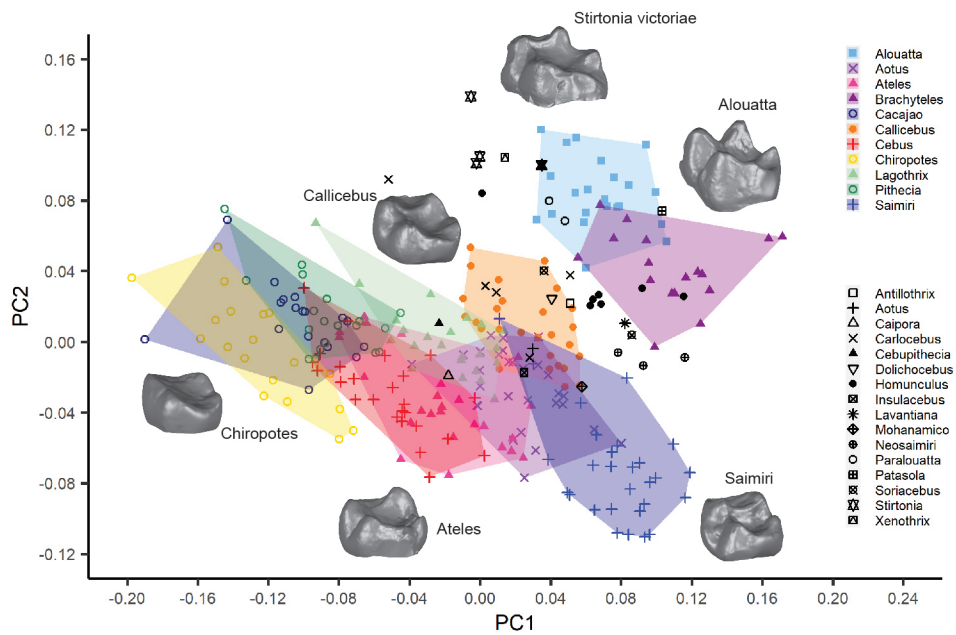 Stirtonia victoriae
Alouatta
Callicebus
Chiropotes
Ateles
Saimiri
PC2
0.16
0.12
0.08
0.04
0.00
-0.04
-0.08
-0.12
-0.20
-0.16
-0.12
-0.08
-0.04
0.00
0.04
0.08
0.12
0.16
0.20
0.24
PC1
Alouatta
Aotus
Ateles
Brachyteles
Cacajao
Callicebus
Cebus
Chiropotes
Lagothrix
Pithecia
Saimiri
Antillothrix
Aotus
Caipora
Carlocebus
Cebupithecia
Dolichocebus
Homunculus
Insulacebus
Lavantiana
Mohanamico
Neosaimiri
Paralouatta
Patasola
Soriacebus
Stirtonia
Xenothrix